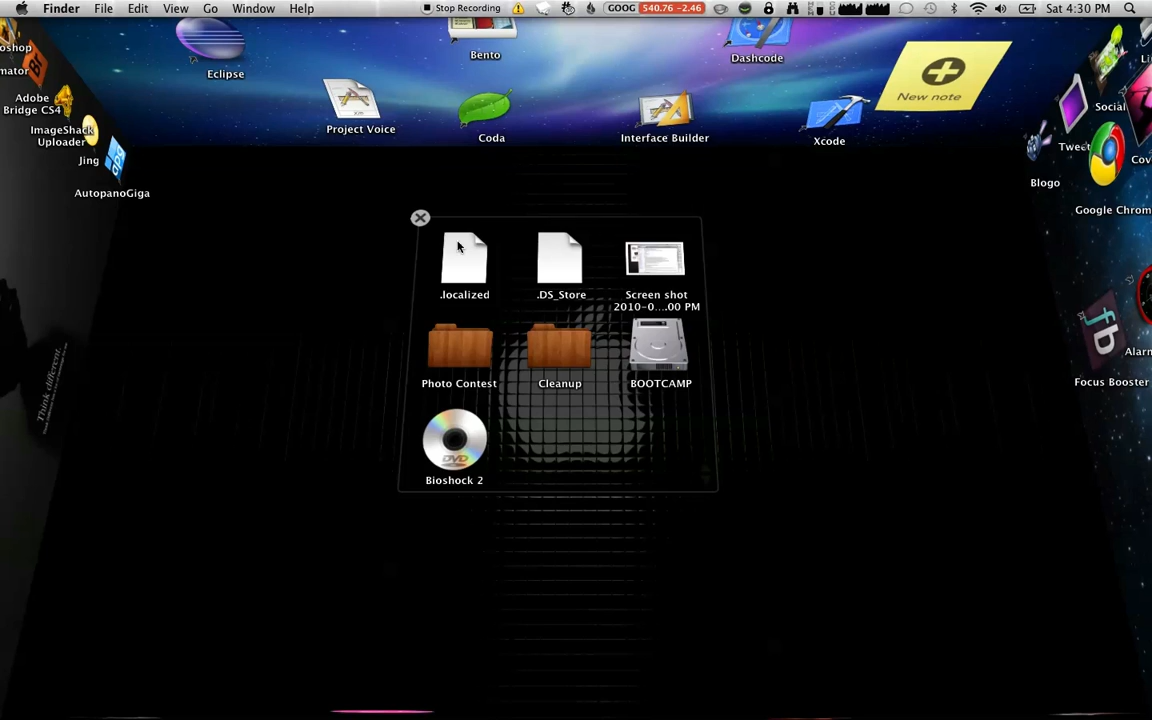 Finder File Edit View Go Window Help Stop Recording GOOG 540.76 -2.46 Sat 4:30 PM
Bento
Dashcode
Eclipse
Adobe
Bridge CS4
New note
Social
Project Voice
Coda
Interface Builder
Xcode
ImageShack
Uploader
Jing
Blogo
AutopanoGiga
Google Chrom
.localized
.DS_Store
Screen shot
2010-0...00 PM
Photo Contest
Cleanup
BOOTCAMP
Alarm
Focus Booster
Think different.
DVD
Bioshock 2